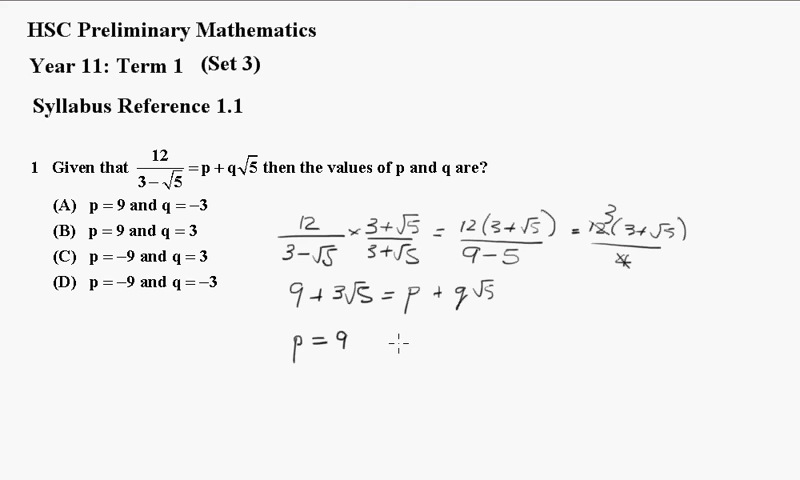 HSC Preliminary Mathematics
Year 11: Term 1 (Set 3)
Syllabus Reference 1.1
1 Given that 12/(3-√5) = p + q√5 then the values of p and q are?
(A) p = 9 and q = -3
(B) p = 9 and q = 3
(C) p = -9 and q = 3
(D) p = -9 and q = -3
12/(3-√5) × (3+√5)/(3+√5) = 12(3+√5)/(9-5) = 12 3(3+√5)/4
9 + 3√5 = p + q√5
p = 9